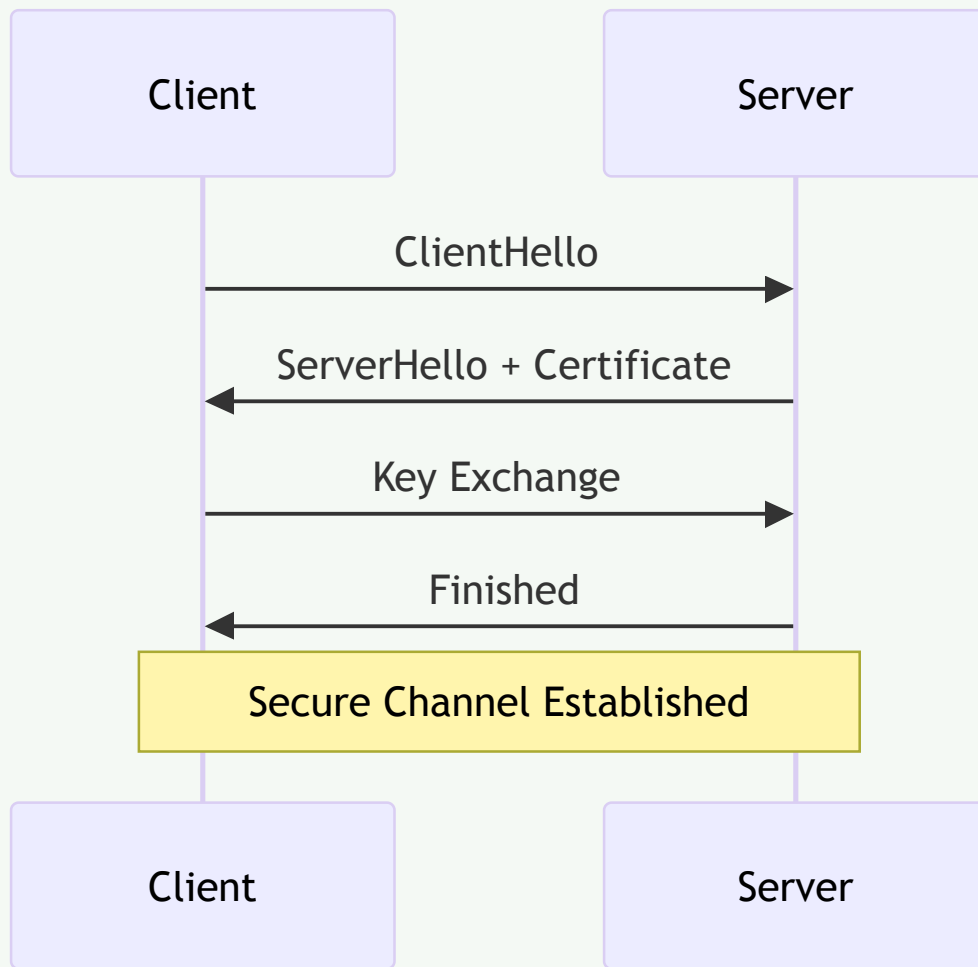 Client
Server
ClientHello
ServerHello + Certificate
Key Exchange
Finished
Secure Channel Established
Client
Server